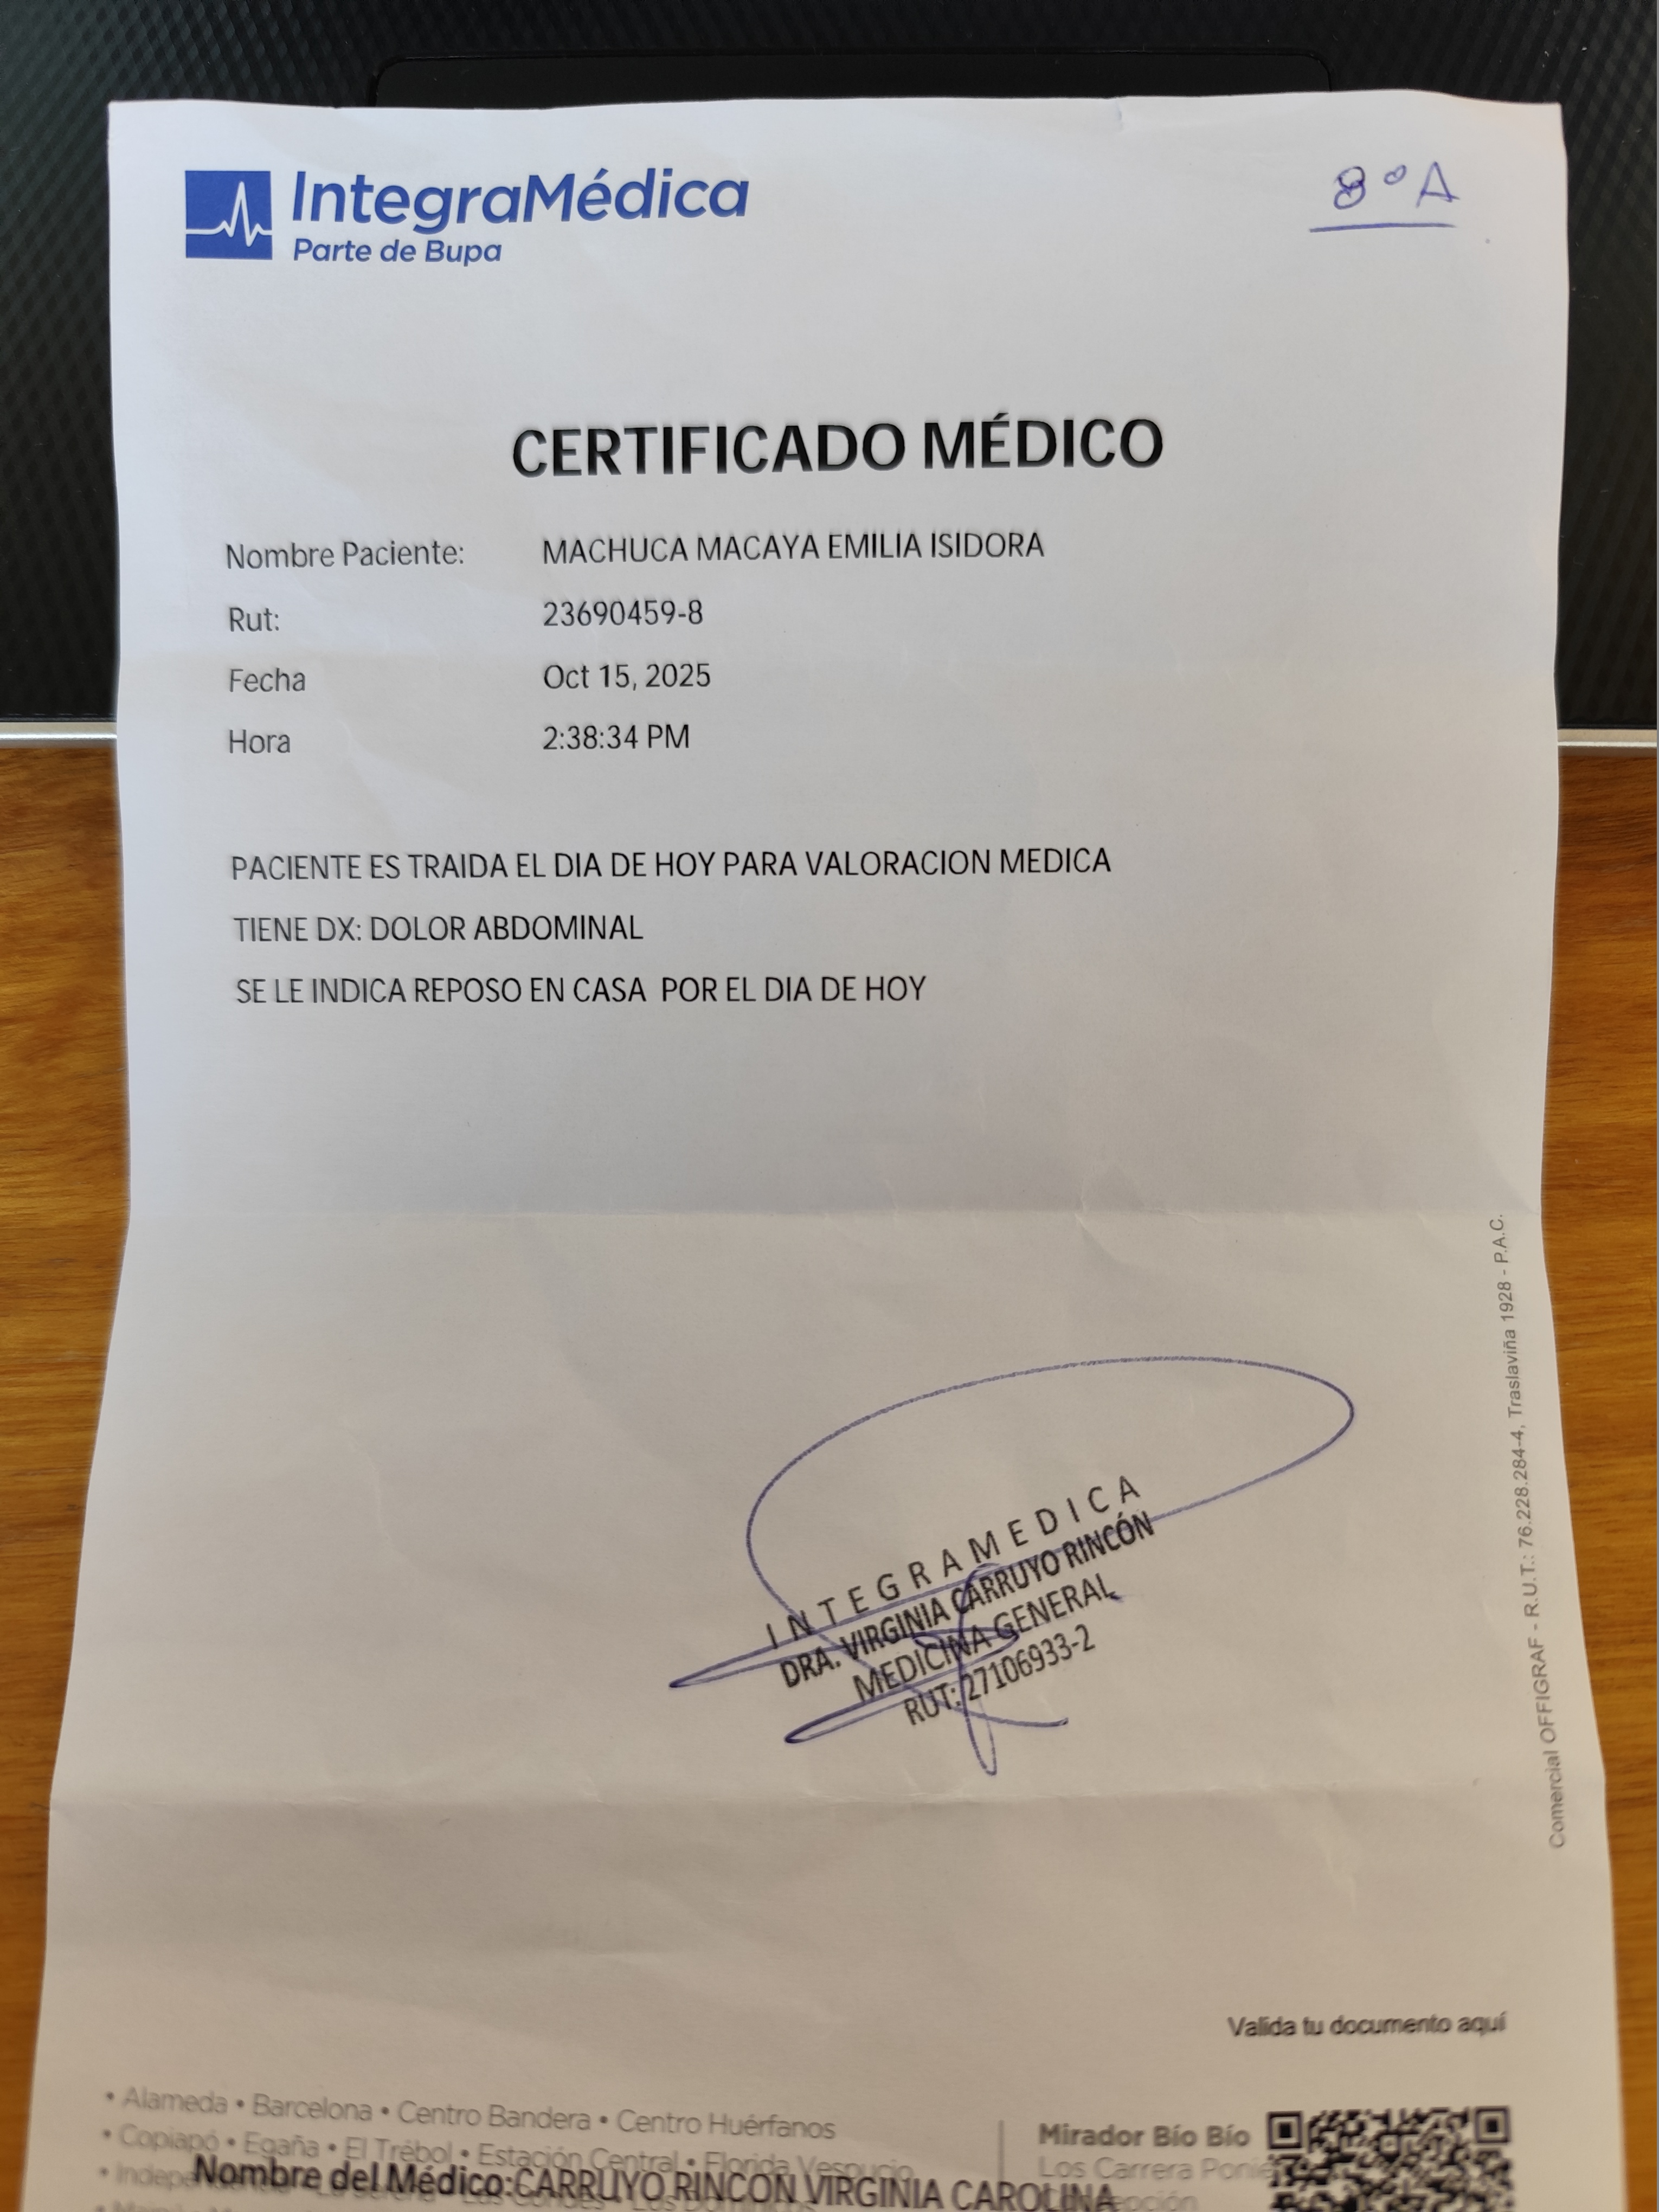 IntegraMédica
Parte de Bupa
8°A
CERTIFICADO MÉDICO
Nombre Paciente: MACHUCA MACAYA EMILIA ISIDORA
Rut: 23690459-8
Fecha Oct 15, 2025
Hora 2:38:34 PM
PACIENTE ES TRAIDA EL DIA DE HOY PARA VALORACION MEDICA
TIENE DX: DOLOR ABDOMINAL
SE LE INDICA REPOSO EN CASA POR EL DIA DE HOY
INTEGRAMEDICA
DRA. VIRGINIA CARRUYO RINCÓN
MEDICINA GENERAL
RUT: 27106933-2
Comercial OFFIGRAF - R.U.T.: 76.228.284-4, Traslaviña 1928 - P.A.C.
Valida tu documento aquí
• Alameda • Barcelona • Centro Bandera • Centro Huérfanos
• Copiapó • Egaña • El Trébol • Estación Central • Florida Vespucio
Mirador Bío Bío
Los Carrera
Nombre del Médico:CARRUYO RINCON VIRGINIA CAROLINA